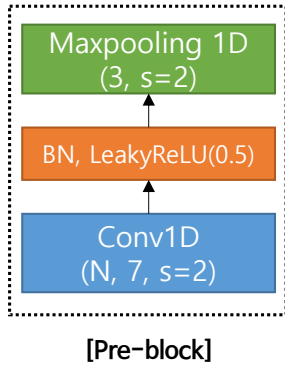 Maxpooling 1D
(3, s=2)
BN, LeakyReLU(0.5)
Conv1D
(N, 7, s=2)
[Pre-block]